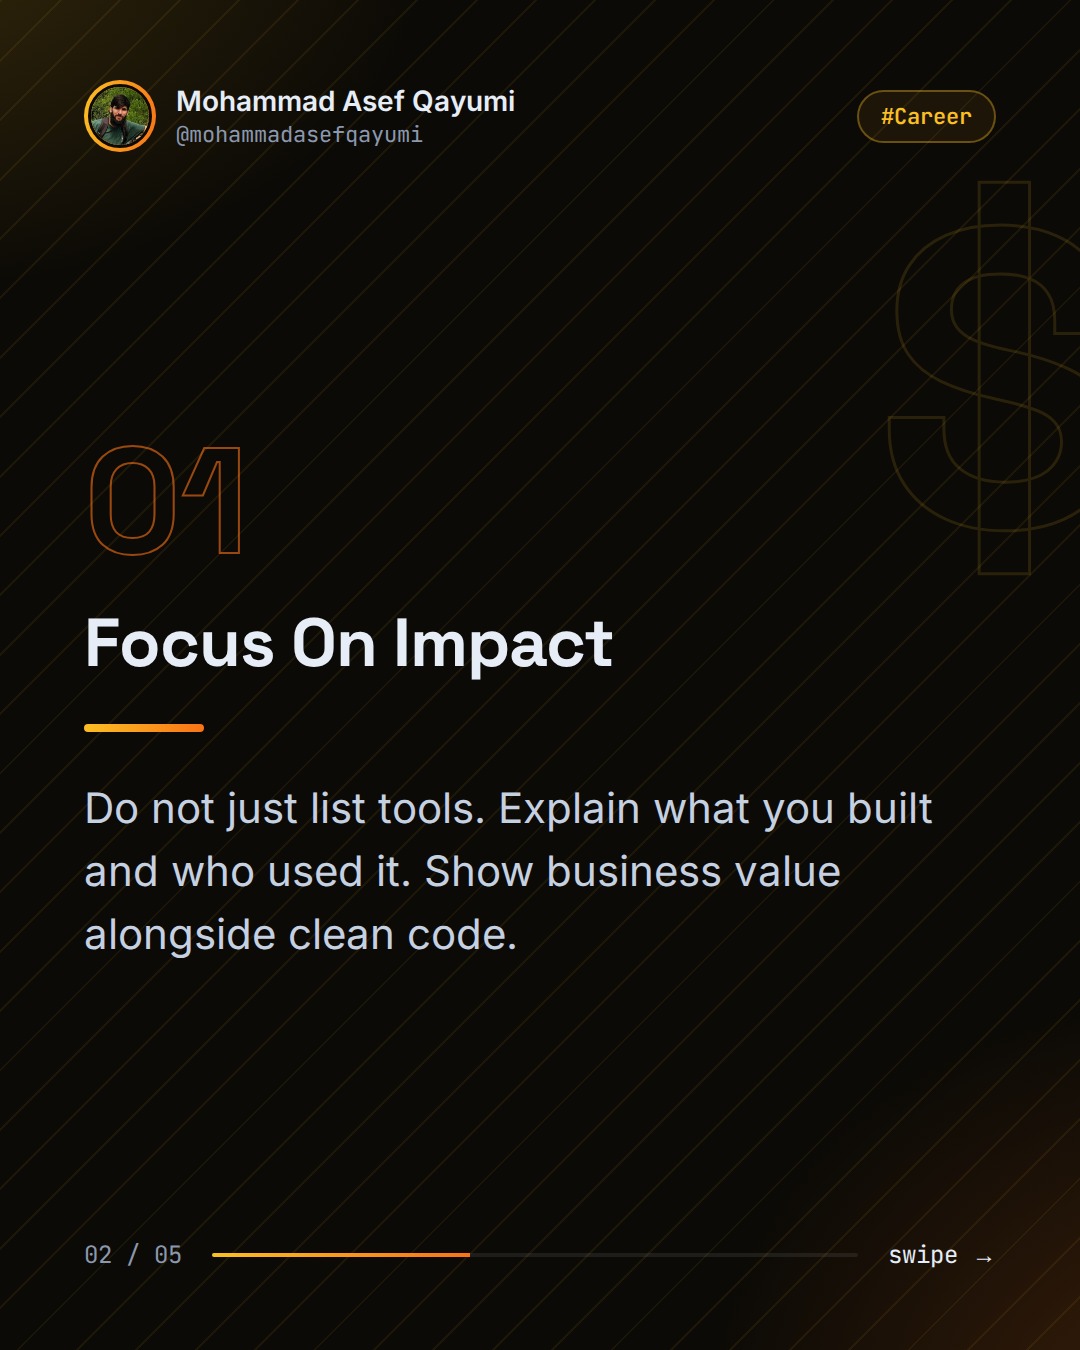 Mohammad Asef Qayumi
@mohammadasefqayumi
#Career
$
01
Focus On Impact
Do not just list tools. Explain what you built
and who used it. Show business value
alongside clean code.
02 / 05
swipe →